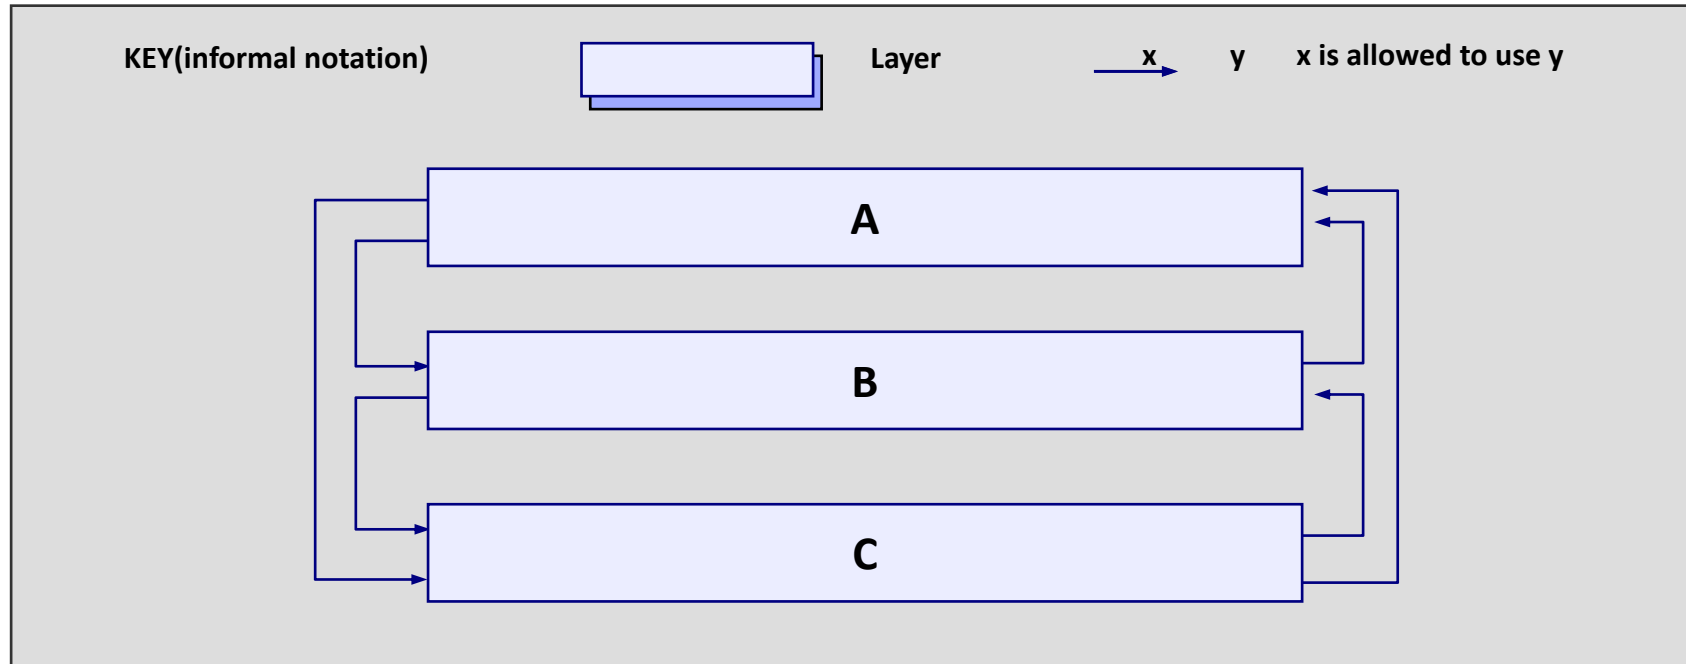 KEY(informal notation) Layer x y x is allowed to use y
A
B
C